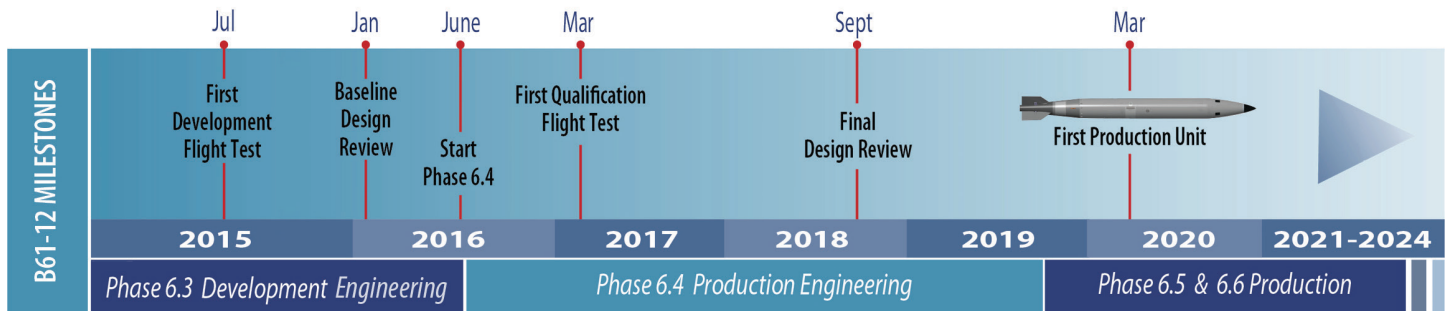 Jul
Jan
June
Mar
Sept
Mar
B61-12 MILESTONES
First
Development
Flight Test
Baseline
Design
Review
Start
Phase 6.4
First Qualification
Flight Test
Final
Design Review
First Production Unit
2015
2016
2017
2018
2019
2020
2021-2024
Phase 6.3 Development Engineering
Phase 6.4 Production Engineering
Phase 6.5 & 6.6 Production